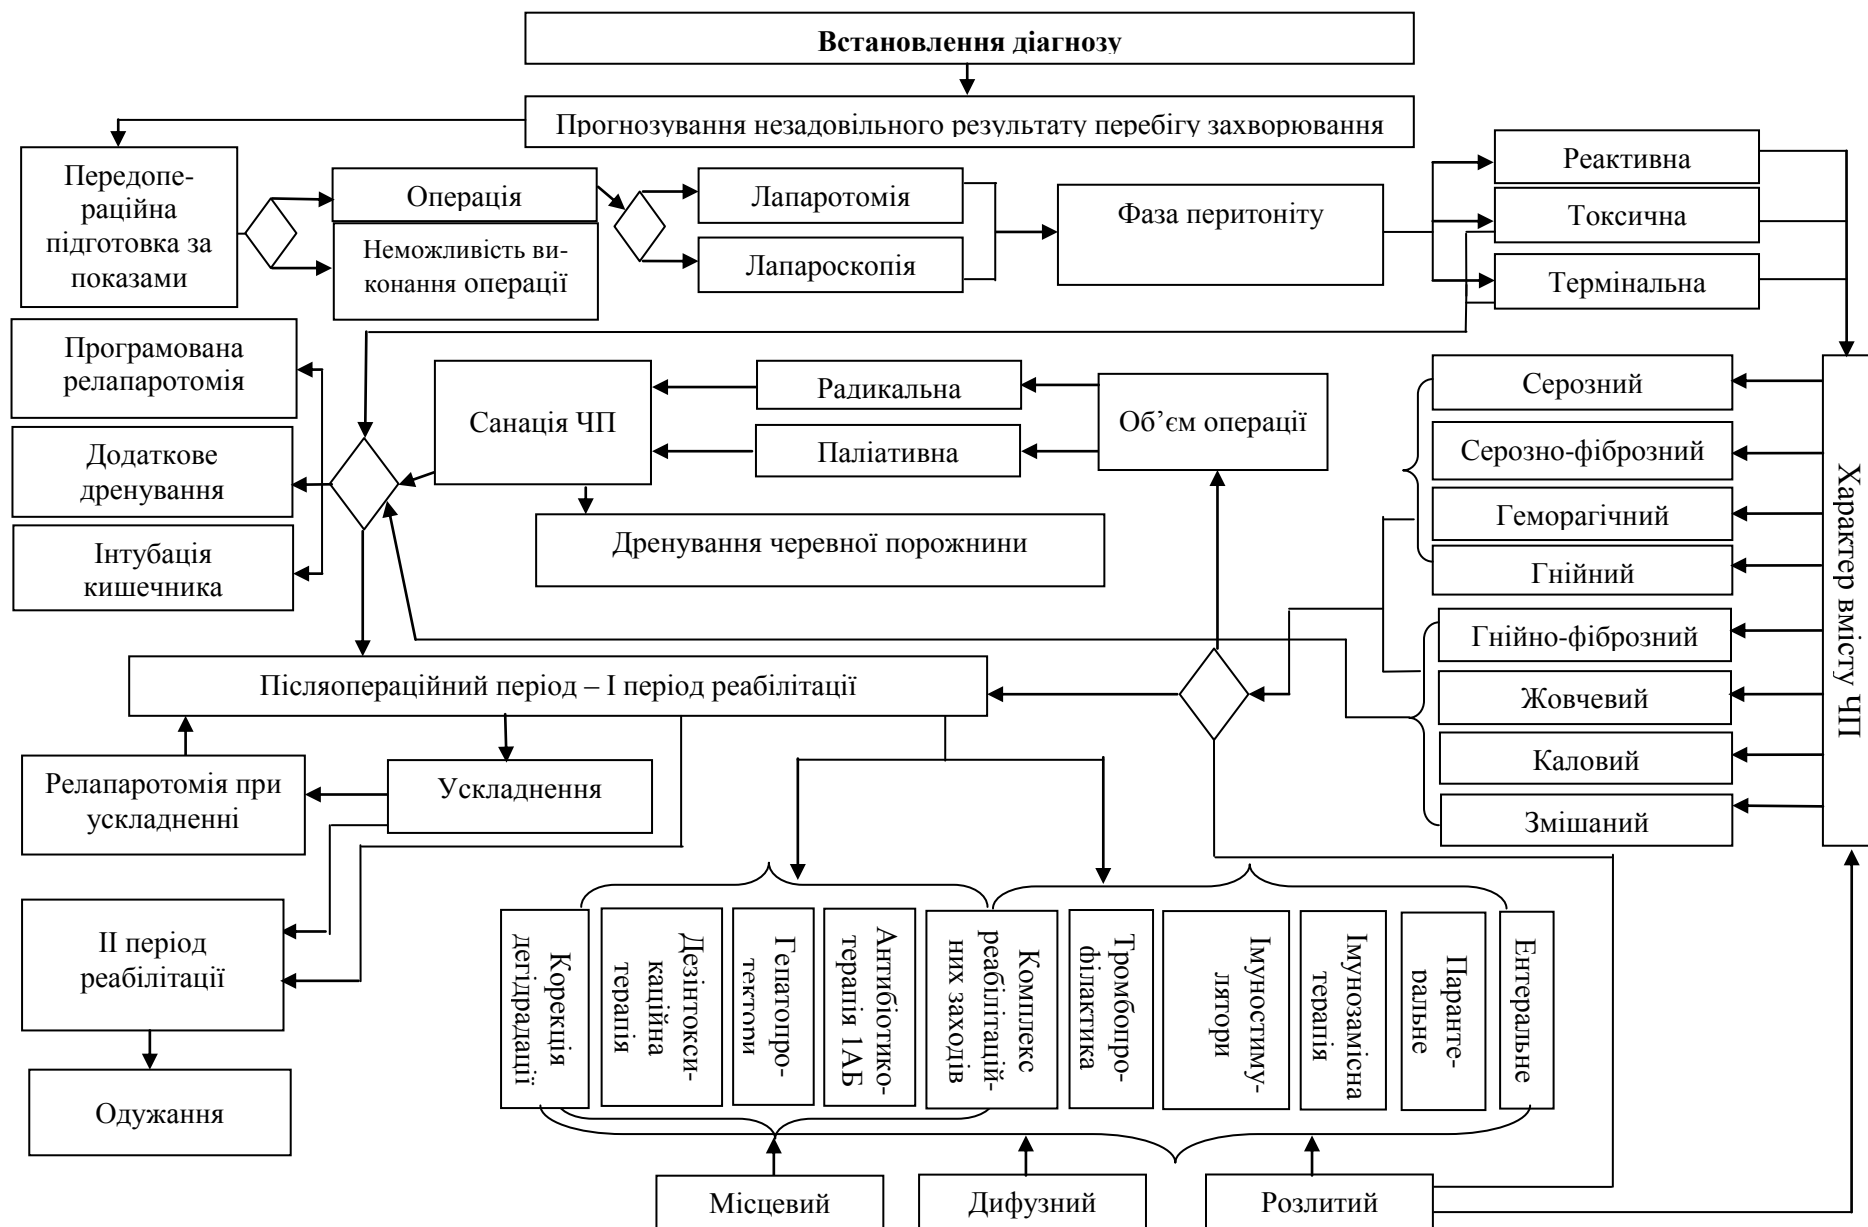 Встановлення діагнозу
Прогнозування незадовільного результату перебігу захворювання
Передопе-
раційна
підготовка за
показами
Операція
Неможливість ви-
конання операції
Лапаротомія
Лапароскопія
Фаза перитоніту
Реактивна
Токсична
Термінальна
Програмована
релапаротомія
Додаткове
дренування
Інтубація
кишечника
Санація ЧП
Радикальна
Паліативна
Об’єм операції
Дренування черевної порожнини
Серозний
Серозно-фіброзний
Геморагічний
Гнійний
Гнійно-фіброзний
Жовчевий
Каловий
Змішаний
Характер вмісту ЧП
Післяопераційний період – І період реабілітації
Релапаротомія при
ускладненні
Ускладнення
ІІ період
реабілітації
Одужання
Корекція
дегідрадації
Дезінтокси-
каційна
терапія
Гепатопро-
тектори
Антибіотико-
терапія 1АБ
Комплекс
реабілітацій-
них заходів
Тромбопро-
філактика
Імуностиму-
лятори
Імунозамісна
терапія
Паранте-
ральне
Ентеральне
Місцевий
Дифузний
Розлитий